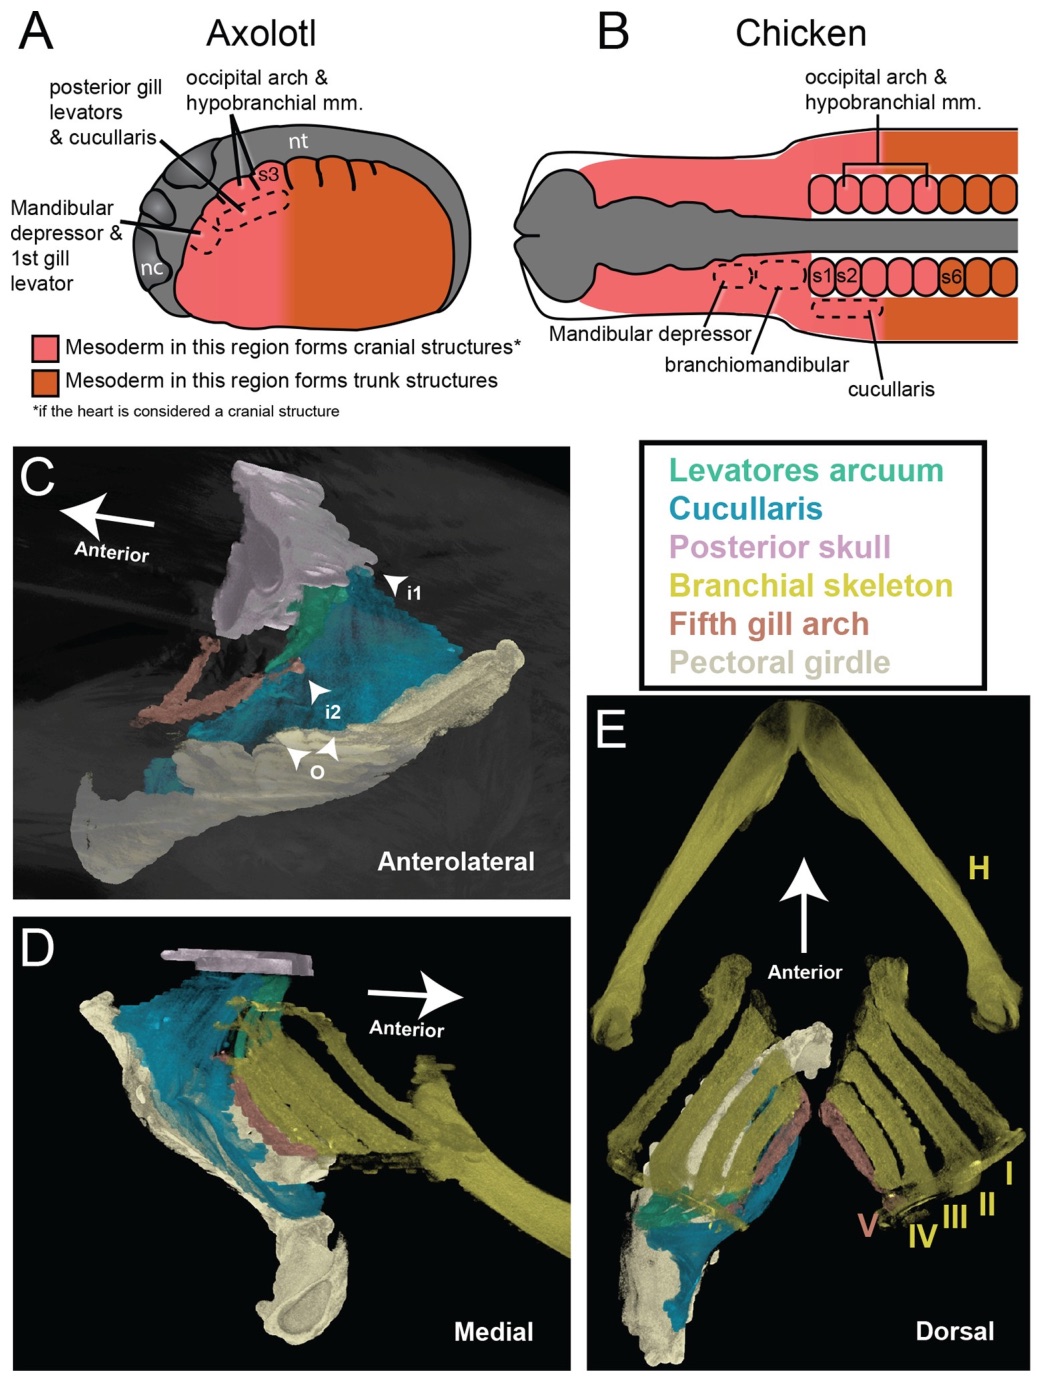 A
Axolotl
posterior gill
levators
& cucullaris
occipital arch &
hypobranchial mm.
nt
s3
Mandibular
depressor &
1st gill
levator
nc
Mesoderm in this region forms cranial structures*
Mesoderm in this region forms trunk structures
*if the heart is considered a cranial structure
B
Chicken
occipital arch &
hypobranchial mm.
s1
s2
s6
Mandibular depressor
branchiomandibular
cucullaris
C
Anterior
i1
i2
O
Anterolateral
Levatores arcuum
Cucullaris
Posterior skull
Branchial skeleton
Fifth gill arch
Pectoral girdle
D
Anterior
Medial
E
H
Anterior
I
II
III
IV
V
Dorsal